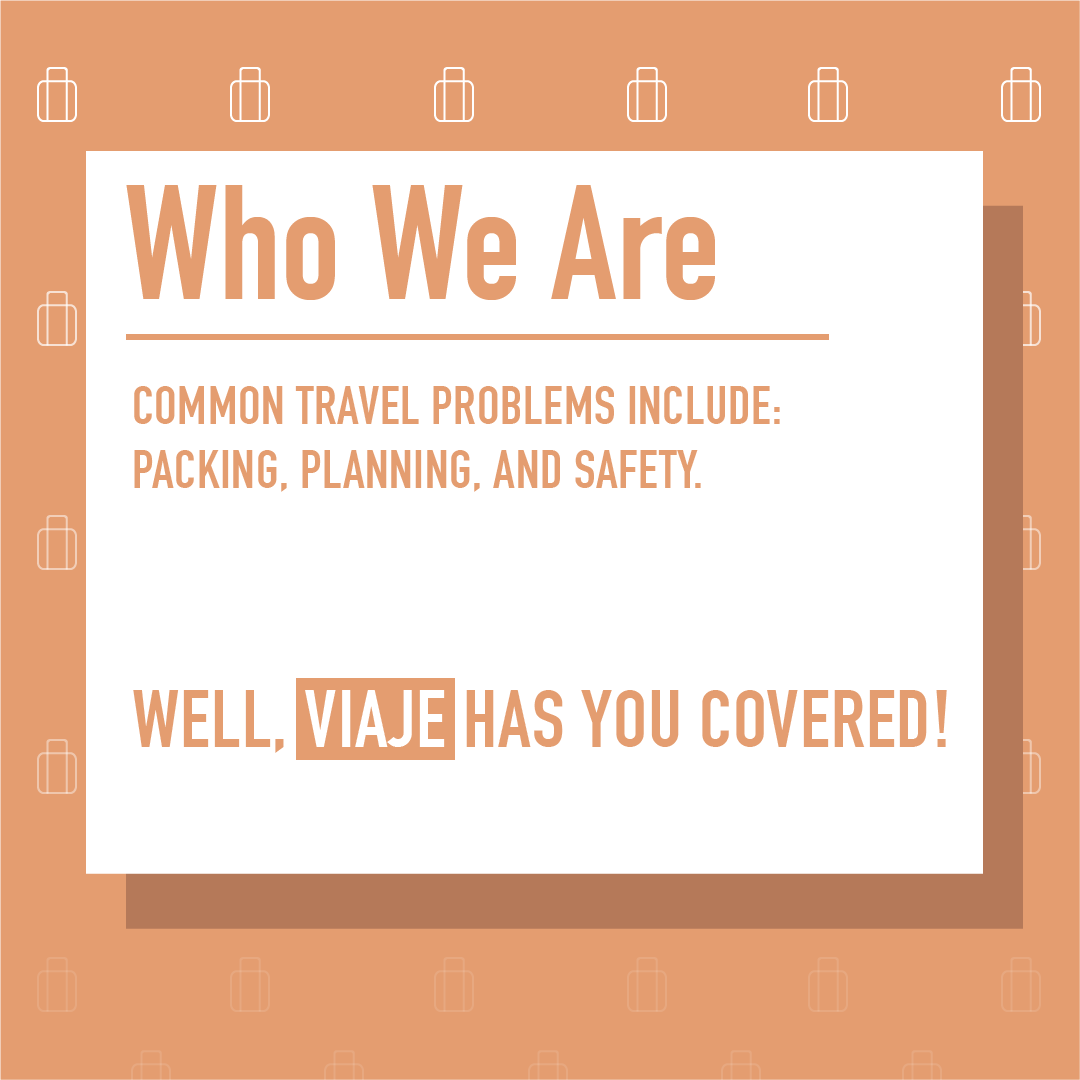 Who We Are
COMMON TRAVEL PROBLEMS INCLUDE:
PACKING, PLANNING, AND SAFETY.
WELL, VIAJE HAS YOU COVERED!